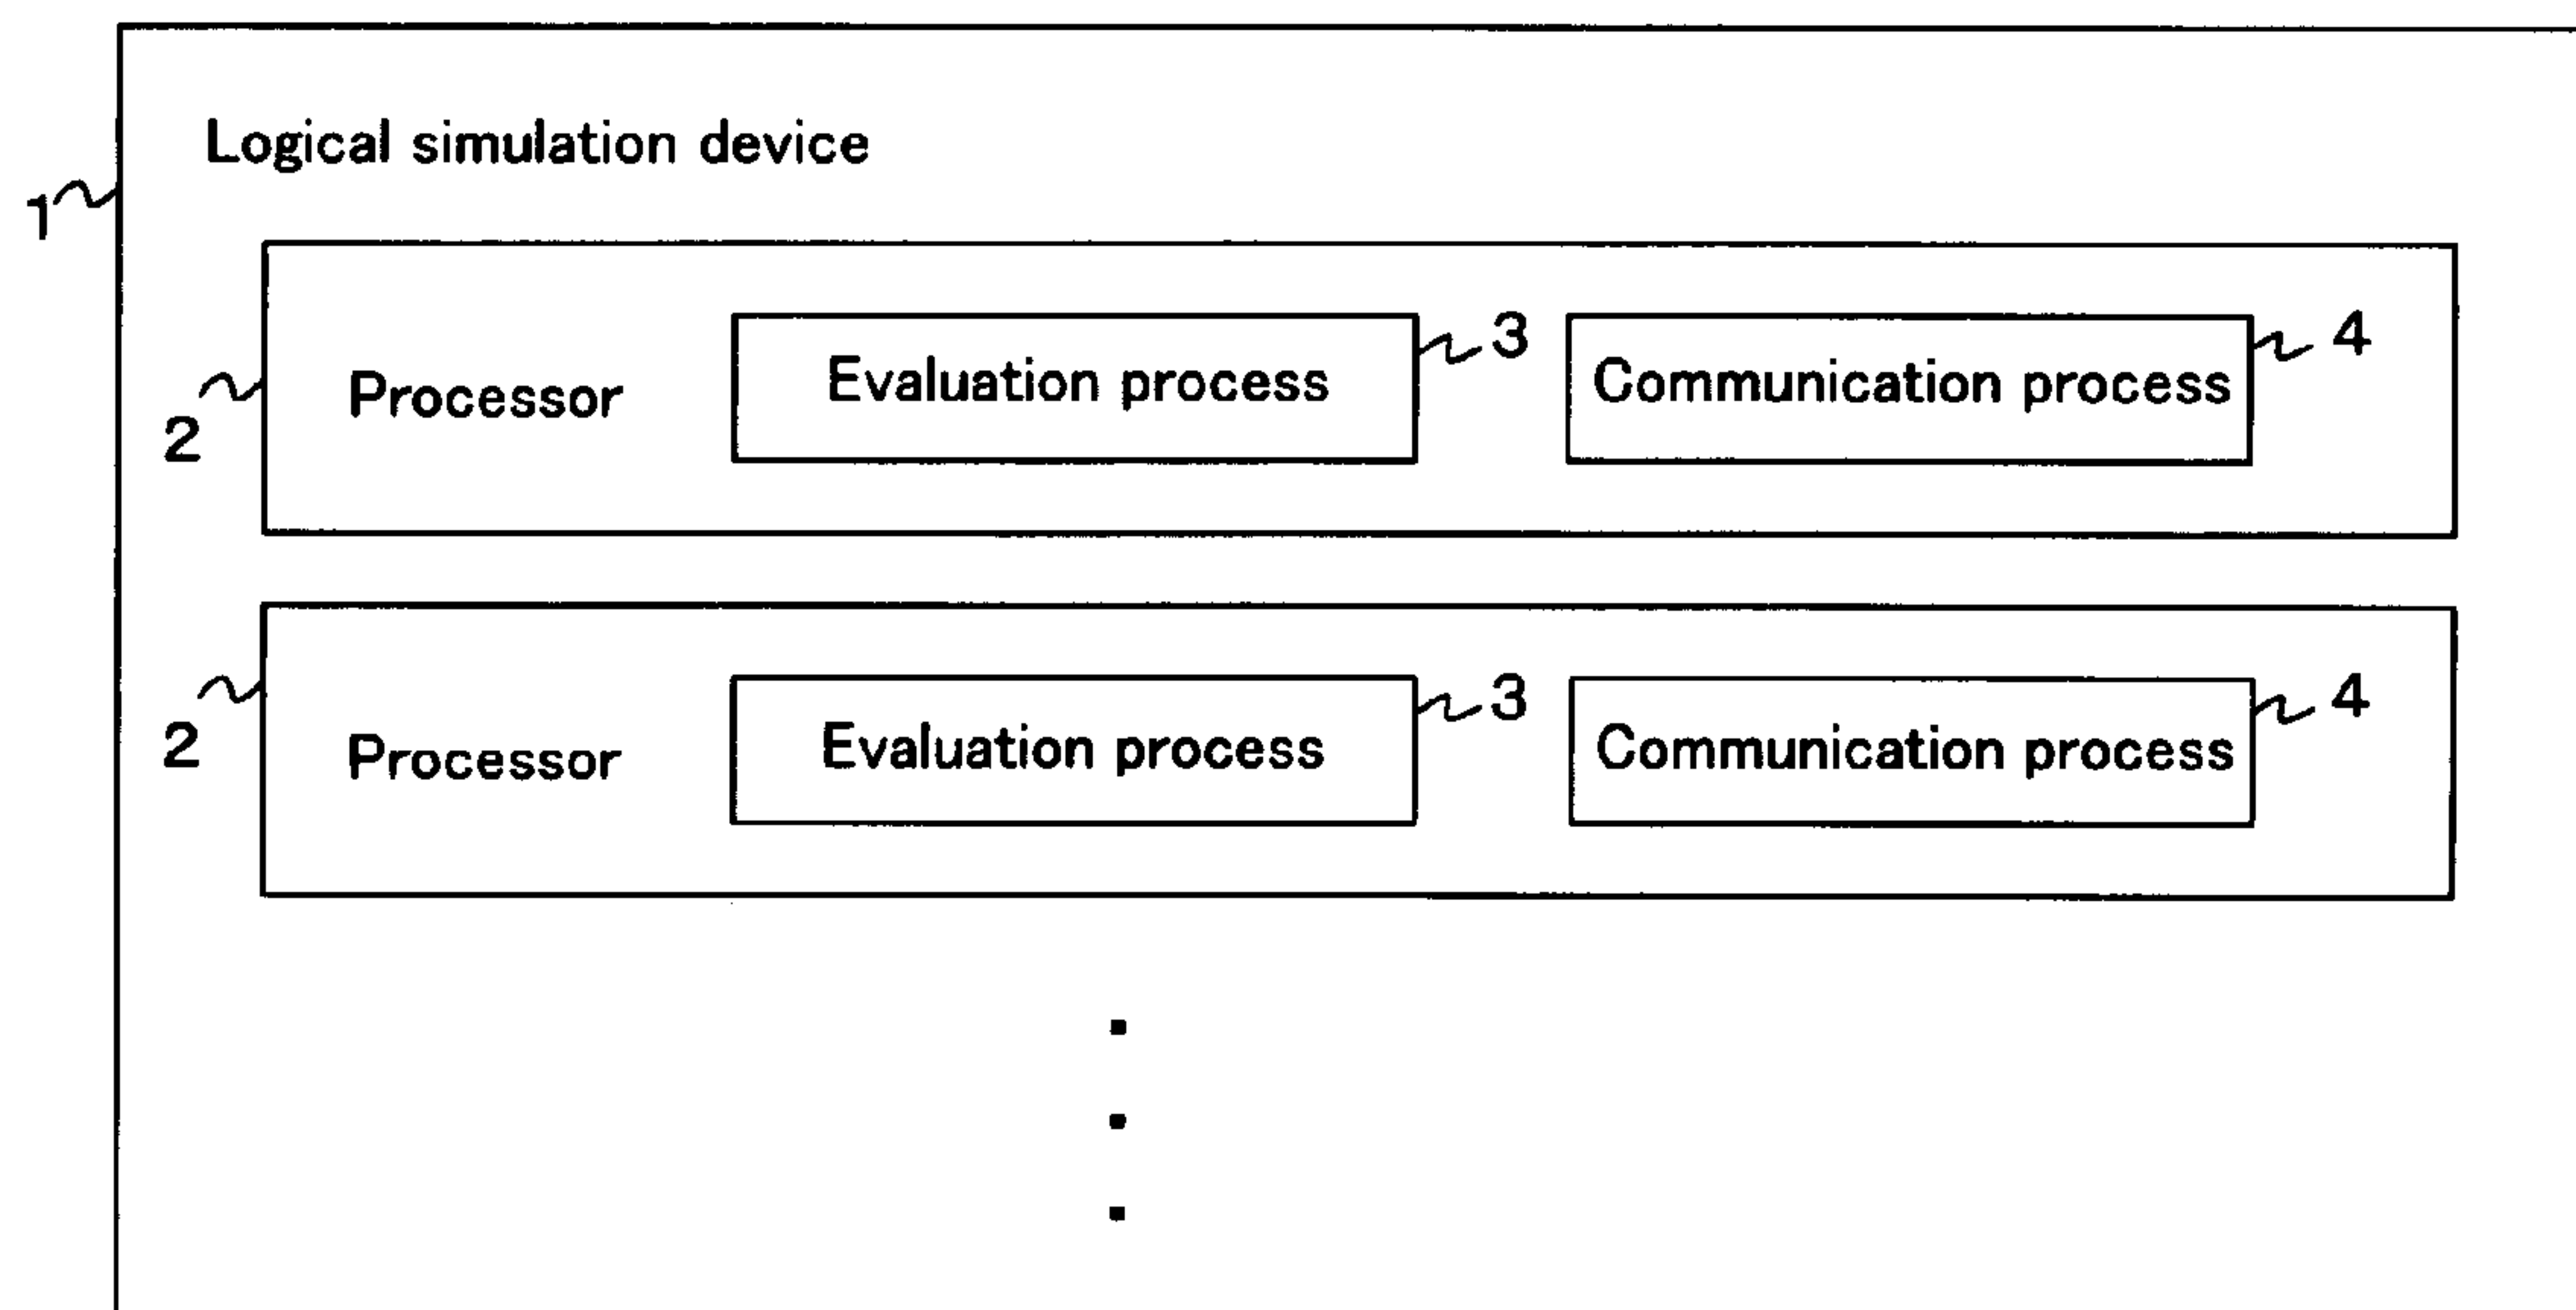 Logical simulation device
1
Processor
Evaluation process
3
Communication process
4
2
Processor
Evaluation process
3
Communication process
4
2